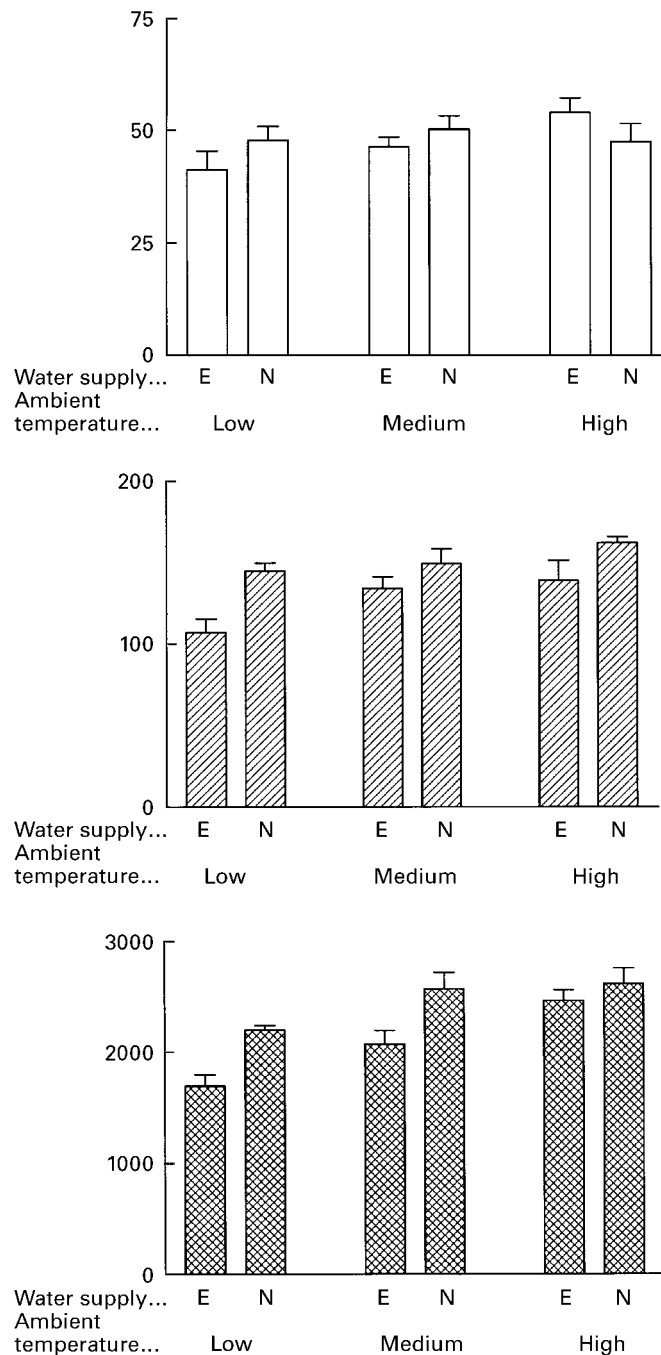 75
50
25
0
Water supply... E N E N E N
Ambient
temperature... Low Medium High
200
100
0
Water supply... E N E N E N
Ambient
temperature... Low Medium High
3000
2000
1000
0
Water supply... E N E N E N
Ambient
temperature... Low Medium High